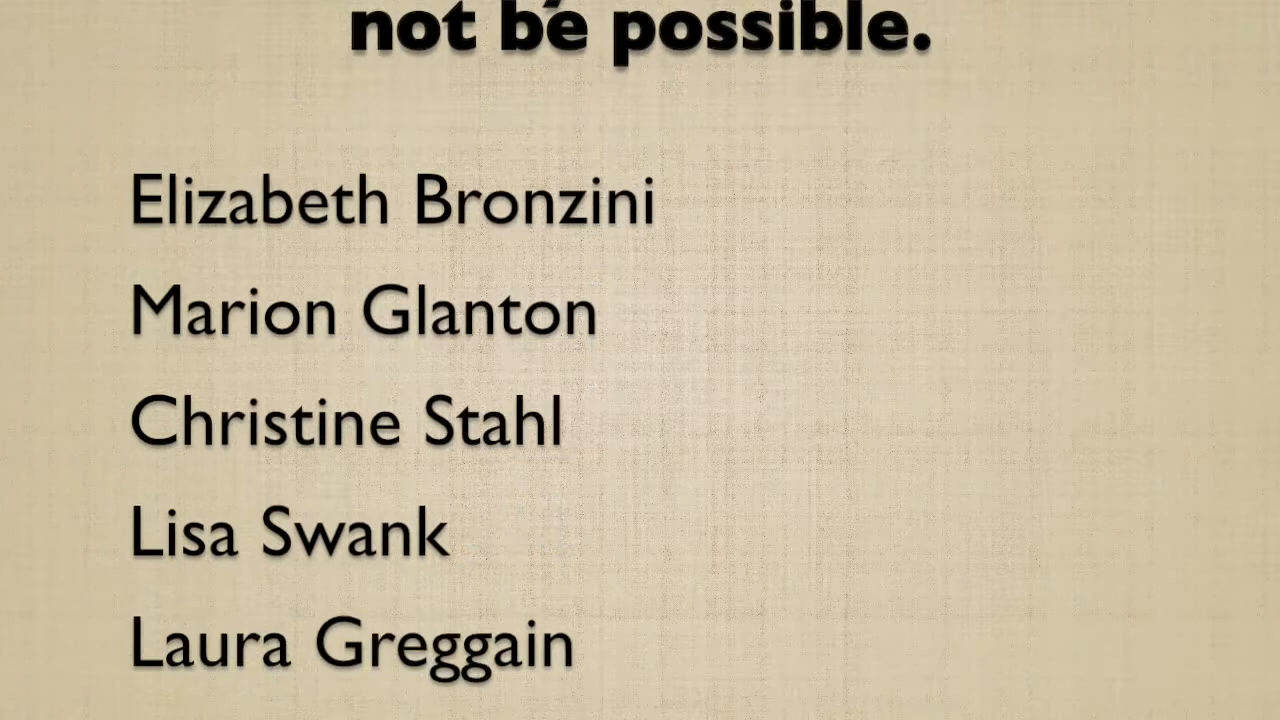 not be possible.
Elizabeth Bronzini
Marion Glanton
Christine Stahl
Lisa Swank
Laura Greggain